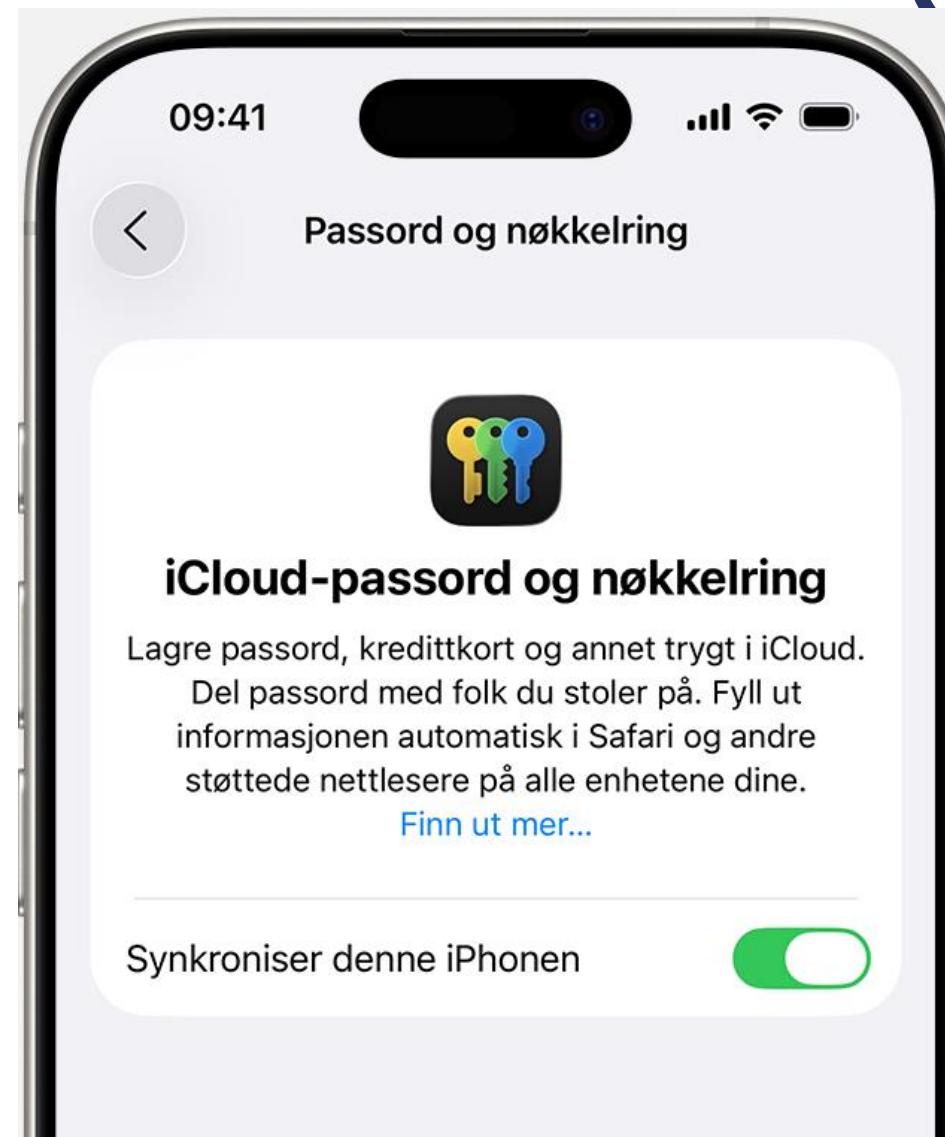 09:41
Passord og nøkkelring
iCloud-passord og nøkkelring
Lagre passord, kredittkort og annet trygt i iCloud.
Del passord med folk du stoler på. Fyll ut
informasjonen automatisk i Safari og andre
støttede nettlesere på alle enhetene dine.
Finn ut mer...
Synkroniser denne iPhonen